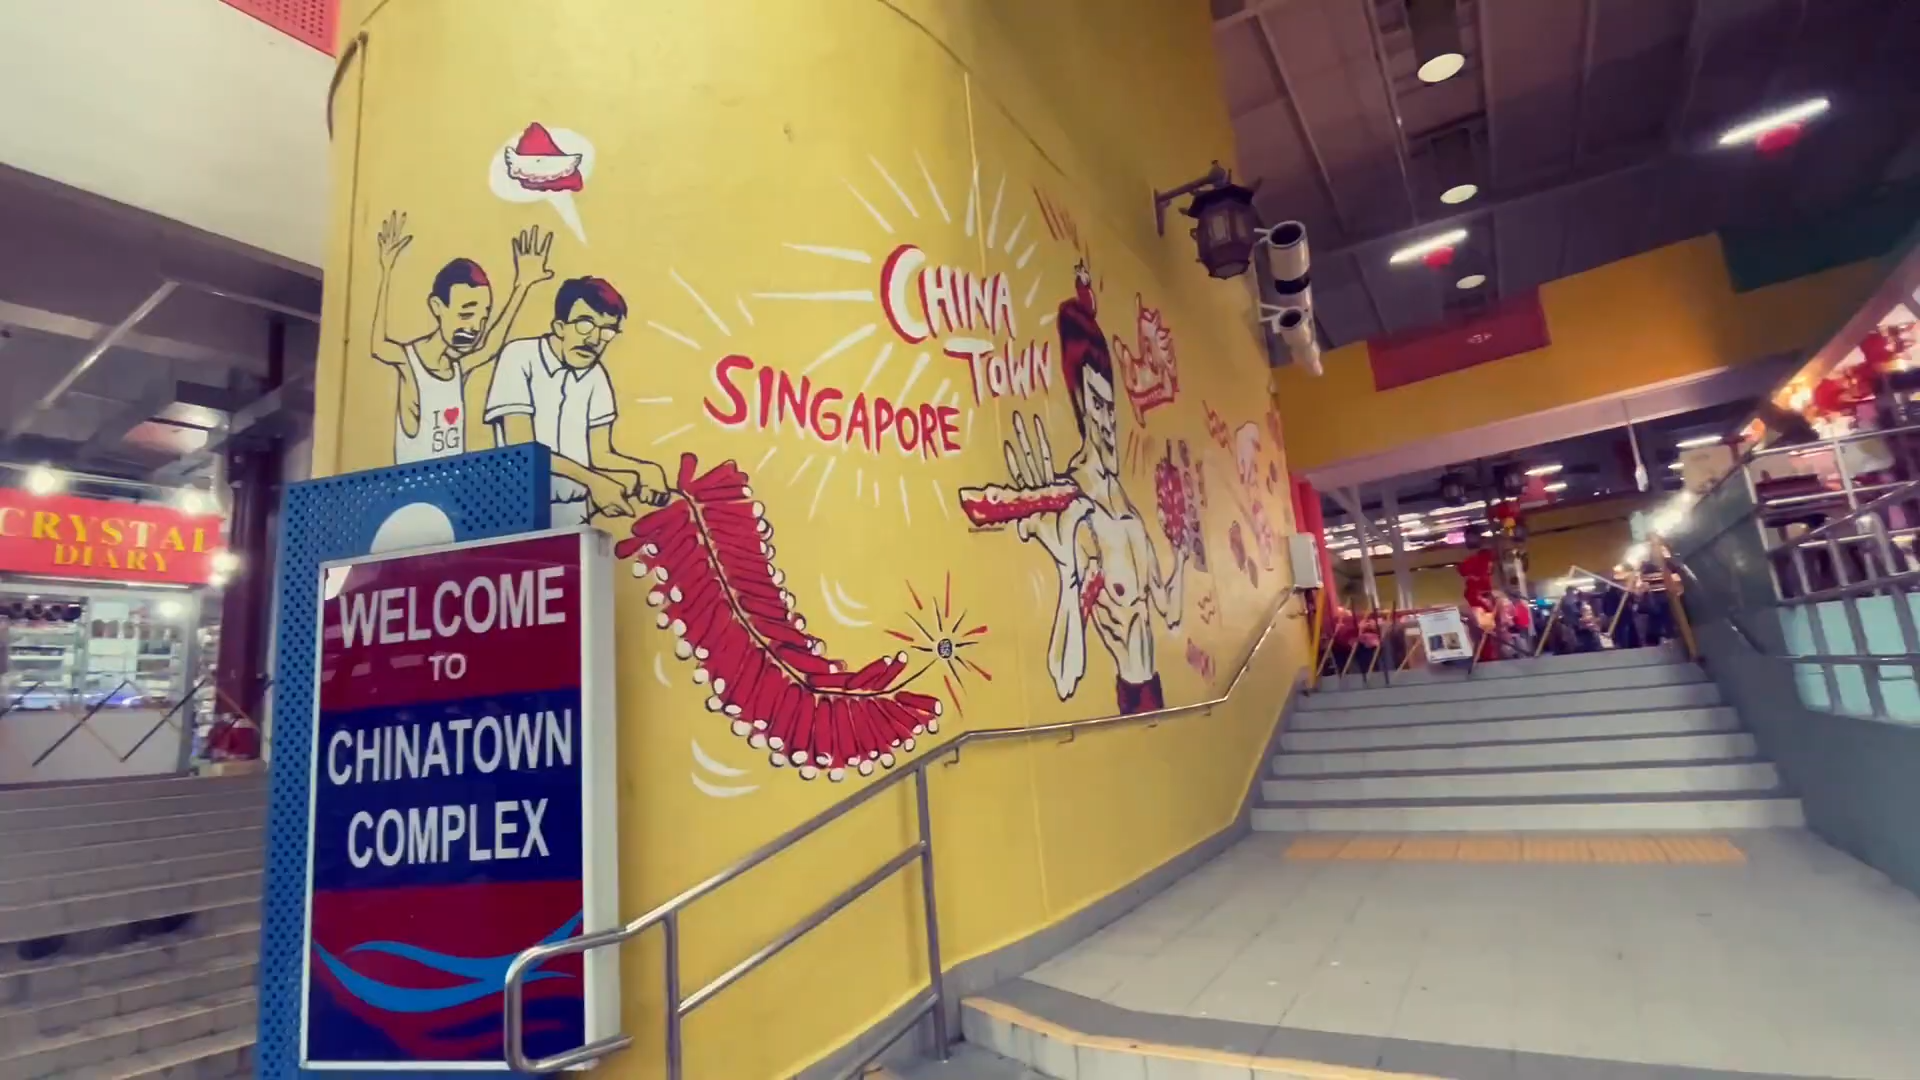 CRYSTAL
DIARY
I ♥
SG
CHINA
TOWN
SINGAPORE
WELCOME
TO
CHINATOWN
COMPLEX